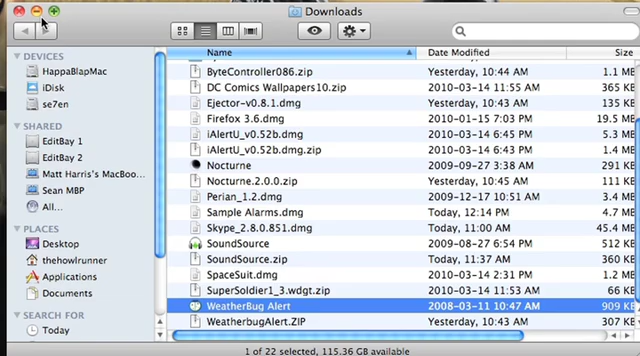 Downloads
Name Date Modified Size
DEVICES
HappaBlapMac
iDisk
se7en
SHARED
EditBay 1
EditBay 2
Matt Harris's MacBoo...
Sean MBP
All...
PLACES
Desktop
thehowlrunner
Applications
Documents
SEARCH FOR
Today
ByteController086.zip Yesterday, 10:44 AM 1.1 MB
DC Comics Wallpapers10.zip 2010-03-14 11:55 AM 365 KB
Ejector-v0.8.1.dmg Yesterday, 10:44 AM 209 KB
Firefox 3.6.dmg 2010-01-15 7:03 PM 19.5 MB
iAlertU_v0.52b.dmg 2010-03-14 6:45 PM 5.3 MB
iAlertU_v0.52b.dmg.zip 2010-03-14 6:43 PM 1.4 MB
Nocturne 2009-09-27 3:38 AM 291 KB
Nocturne.2.0.0.zip Yesterday, 10:45 AM 111 KB
Perian_1.2.dmg 2009-12-17 10:51 AM 3.4 MB
Sample Alarms.dmg Today, 12:14 PM 4.7 MB
Skype_2.8.0.851.dmg Today, 11:00 AM 45.4 MB
SoundSource 2009-08-27 6:54 PM 512 KB
SoundSource.zip Today, 11:37 AM 360 KB
SpaceSuit.dmg 2010-03-14 2:31 PM 1.2 MB
SuperSoldier1_3.wdgt.zip 2010-03-14 11:53 AM 66 KB
WeatherBug Alert 2008-03-11 10:47 AM 909 KB
WeatherbugAlert.ZIP Yesterday, 10:43 AM 307 KB
1 of 22 selected, 115.36 GB available